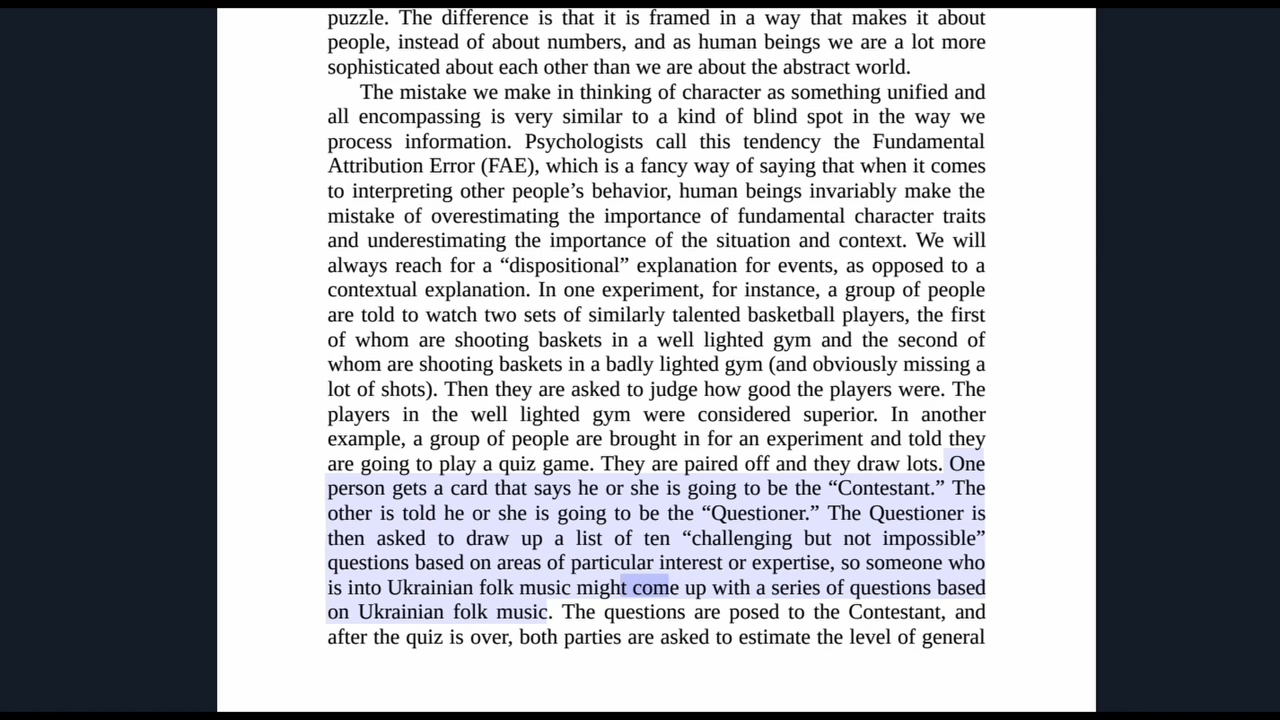 puzzle. The difference is that it is framed in a way that makes it about
people, instead of about numbers, and as human beings we are a lot more
sophisticated about each other than we are about the abstract world.
The mistake we make in thinking of character as something unified and
all encompassing is very similar to a kind of blind spot in the way we
process information. Psychologists call this tendency the Fundamental
Attribution Error (FAE), which is a fancy way of saying that when it comes
to interpreting other people’s behavior, human beings invariably make the
mistake of overestimating the importance of fundamental character traits
and underestimating the importance of the situation and context. We will
always reach for a “dispositional” explanation for events, as opposed to a
contextual explanation. In one experiment, for instance, a group of people
are told to watch two sets of similarly talented basketball players, the first
of whom are shooting baskets in a well lighted gym and the second of
whom are shooting baskets in a badly lighted gym (and obviously missing a
lot of shots). Then they are asked to judge how good the players were. The
players in the well lighted gym were considered superior. In another
example, a group of people are brought in for an experiment and told they
are going to play a quiz game. They are paired off and they draw lots. One
person gets a card that says he or she is going to be the “Contestant.” The
other is told he or she is going to be the “Questioner.” The Questioner is
then asked to draw up a list of ten “challenging but not impossible”
questions based on areas of particular interest or expertise, so someone who
is into Ukrainian folk music might come up with a series of questions based
on Ukrainian folk music. The questions are posed to the Contestant, and
after the quiz is over, both parties are asked to estimate the level of general